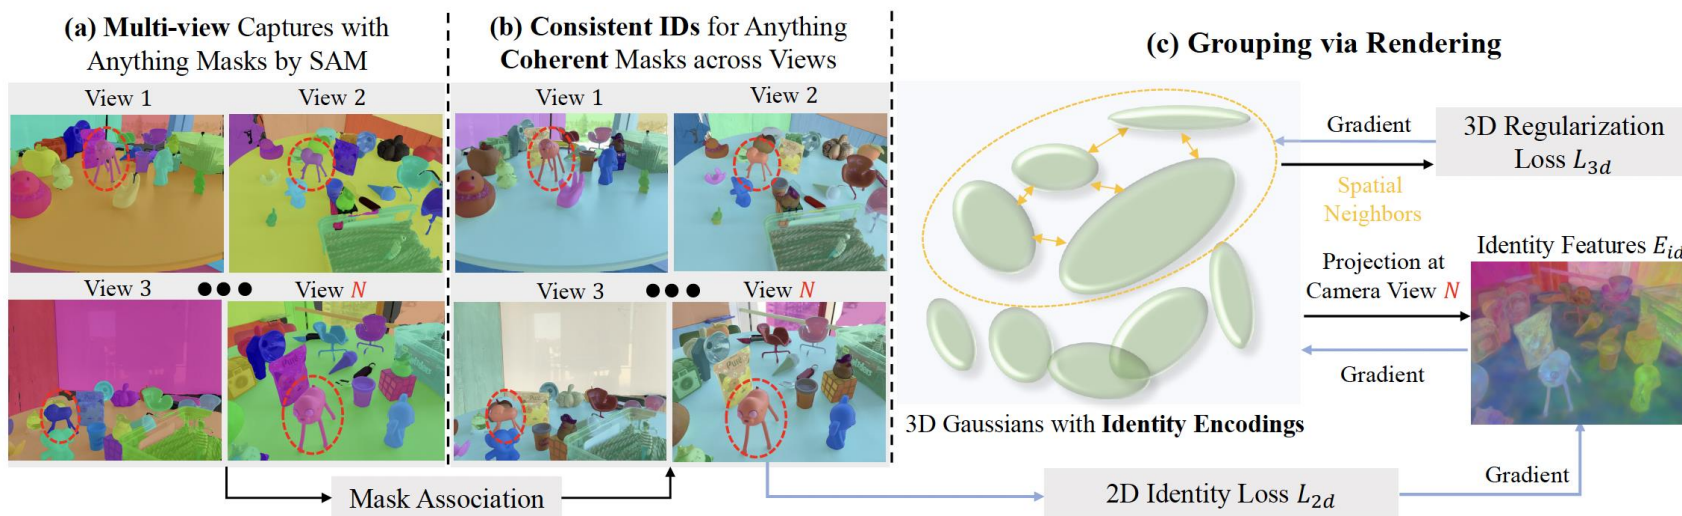 (a) Multi-view Captures with
Anything Masks by SAM
View 1
View 2
View 3
View N
(b) Consistent IDs for Anything
Coherent Masks across Views
View 1
View 2
View 3
View N
Mask Association
(c) Grouping via Rendering
Gradient
3D Regularization
Loss L3d
Spatial
Neighbors
Identity Features Eid
Projection at
Camera View N
Gradient
3D Gaussians with Identity Encodings
2D Identity Loss L2d
Gradient